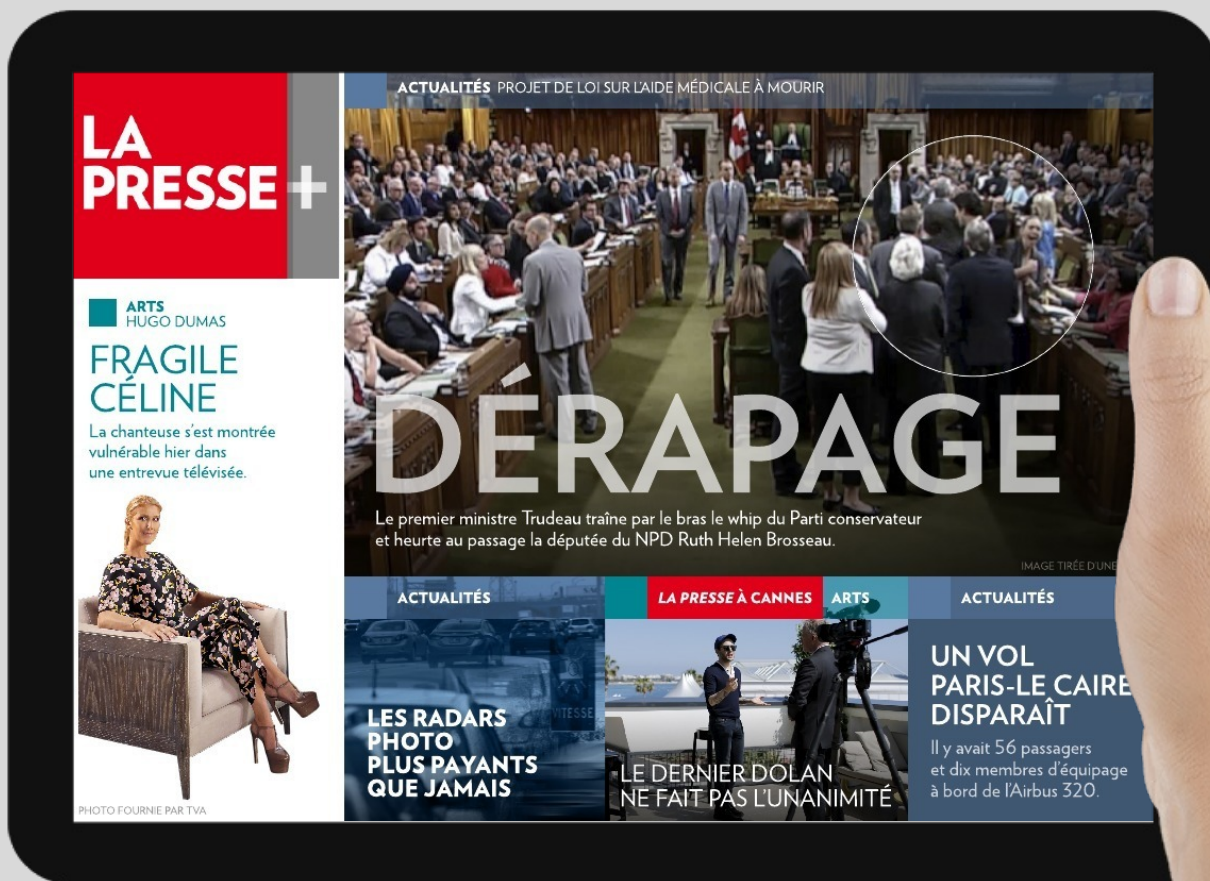 LA
PRESSE+
ARTS
HUGO DUMAS
FRAGILE
CÉLINE
La chanteuse s'est montrée
vulnérable hier dans
une entrevue télévisée.
PHOTO FOURNIE PAR TVA
ACTUALITÉS PROJET DE LOI SUR L'AIDE MÉDICALE À MOURIR
DÉRAPAGE
Le premier ministre Trudeau traîne par le bras le whip du Parti conservateur
et heurte au passage la députée du NPD Ruth Helen Brosseau.
IMAGE TIRÉE D'UNE
ACTUALITÉS
VITESSE
LES RADARS
PHOTO
PLUS PAYANTS
QUE JAMAIS
LA PRESSE À CANNES ARTS
LE DERNIER DOLAN
NE FAIT PAS L'UNANIMITÉ
ACTUALITÉS
UN VOL
PARIS-LE CAIRE
DISPARAÎT
Il y avait 56 passagers
et dix membres d'équipage
à bord de l'Airbus 320.